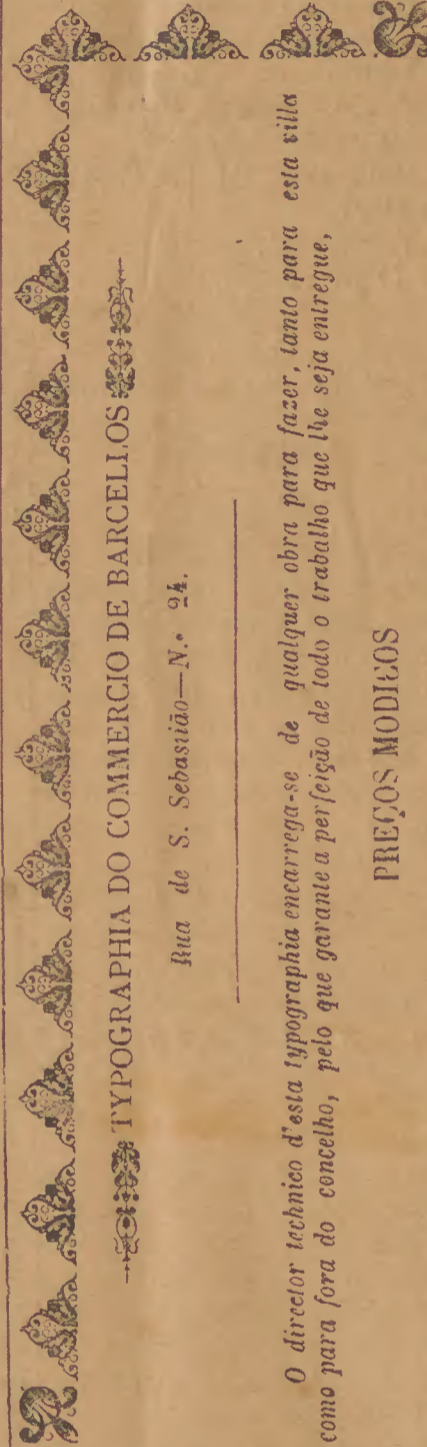 TYPOGRAPHIA DO COMMERCIO DE BARCELLOS
Rua de S. Sebastião—N.º 24.
O director technico d'esta typographia encarrega-se de qualquer obra para fazer, tanto para esta villa
como para fora do concelho, pelo que garante a perfeição de todo o trabalho que lhe seja entregue,
PREÇOS MODICOS